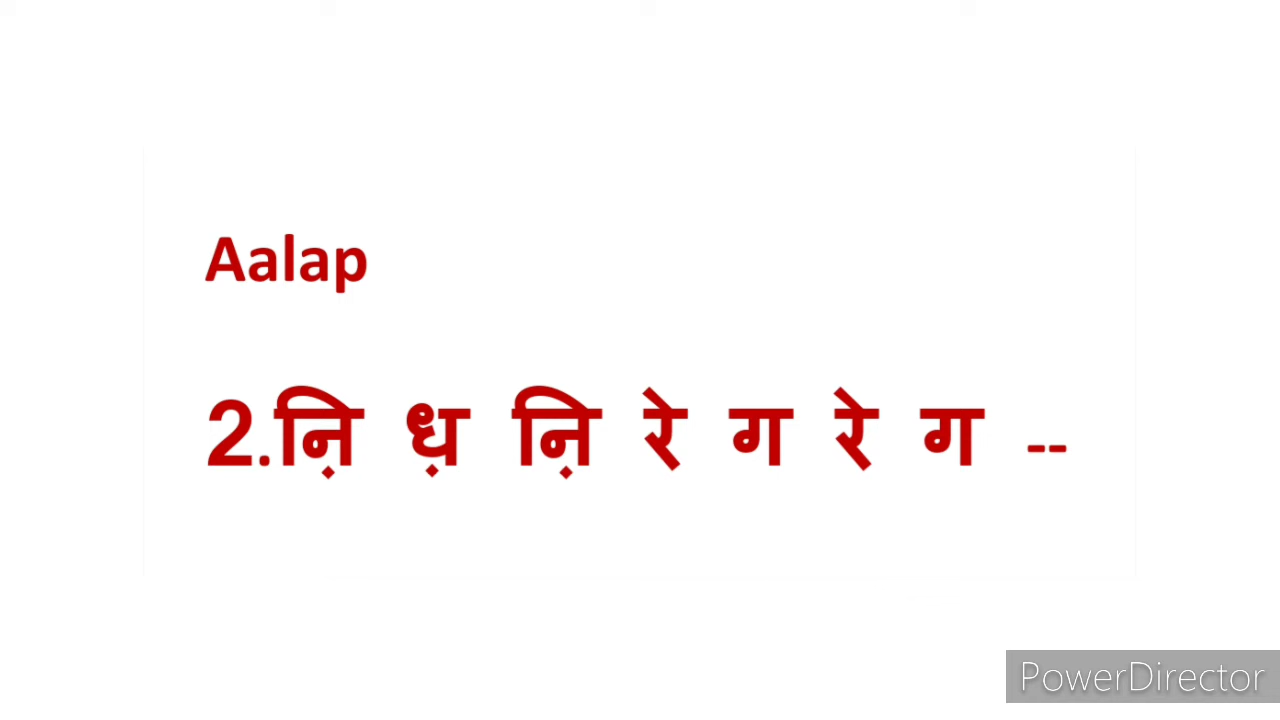 Aalap
2.ऩि ध़ ऩि रे ग रे ग --
PowerDirector